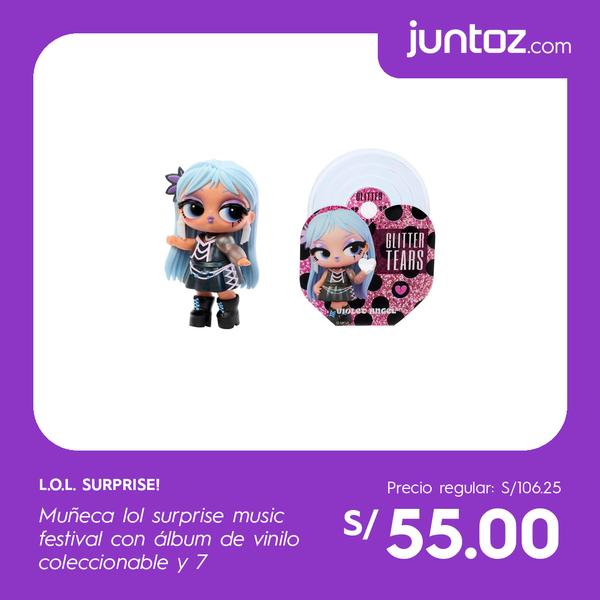 juntoz.com
GLITTER
GLITTER
TEARS
VIOLET ANGEL
L.O.L. SURPRISE!
Precio regular: S/106.25
Muñeca lol surprise music
festival con álbum de vinilo
coleccionable y 7
S/ 55.00